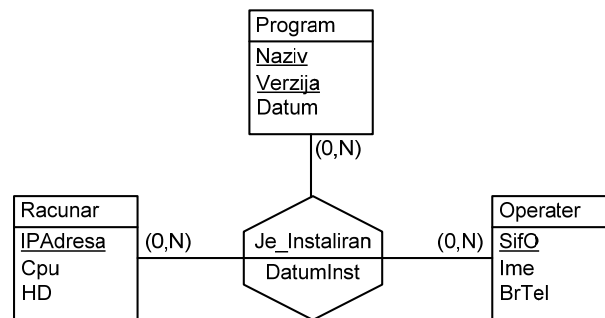 Program
Naziv
Verzija
Datum
(0,N)
Racunar
IPAdresa
Cpu
HD
(0,N)
Je_Instaliran
DatumInst
(0,N)
Operater
SifO
Ime
BrTel